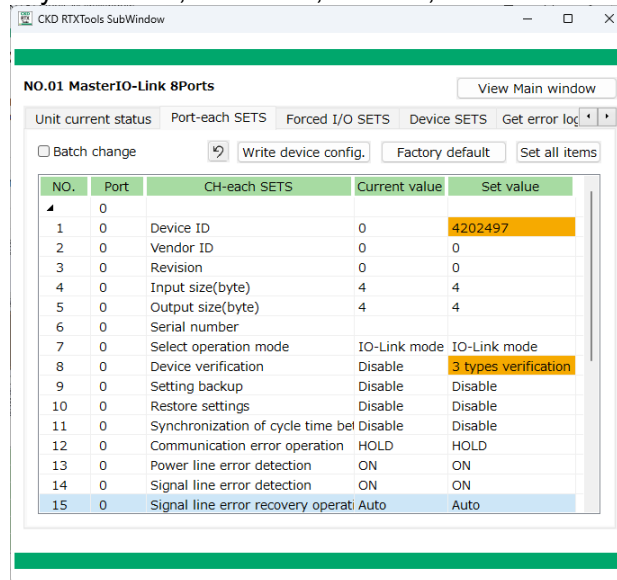 CKD RTXTools SubWindow
NO.01 MasterIO-Link 8Ports
View Main window
Unit current status Port-each SETS Forced I/O SETS Device SETS Get error log
Batch change Write device config. Factory default Set all items
NO. Port CH-each SETS Current value Set value
0
1 0 Device ID 0 4202497
2 0 Vendor ID 0 0
3 0 Revision 0 0
4 0 Input size(byte) 4 4
5 0 Output size(byte) 4 4
6 0 Serial number
7 0 Select operation mode IO-Link mode IO-Link mode
8 0 Device verification Disable 3 types verification
9 0 Setting backup Disable Disable
10 0 Restore settings Disable Disable
11 0 Synchronization of cycle time bet Disable Disable
12 0 Communication error operation HOLD HOLD
13 0 Power line error detection ON ON
14 0 Signal line error detection ON ON
15 0 Signal line error recovery operati Auto Auto